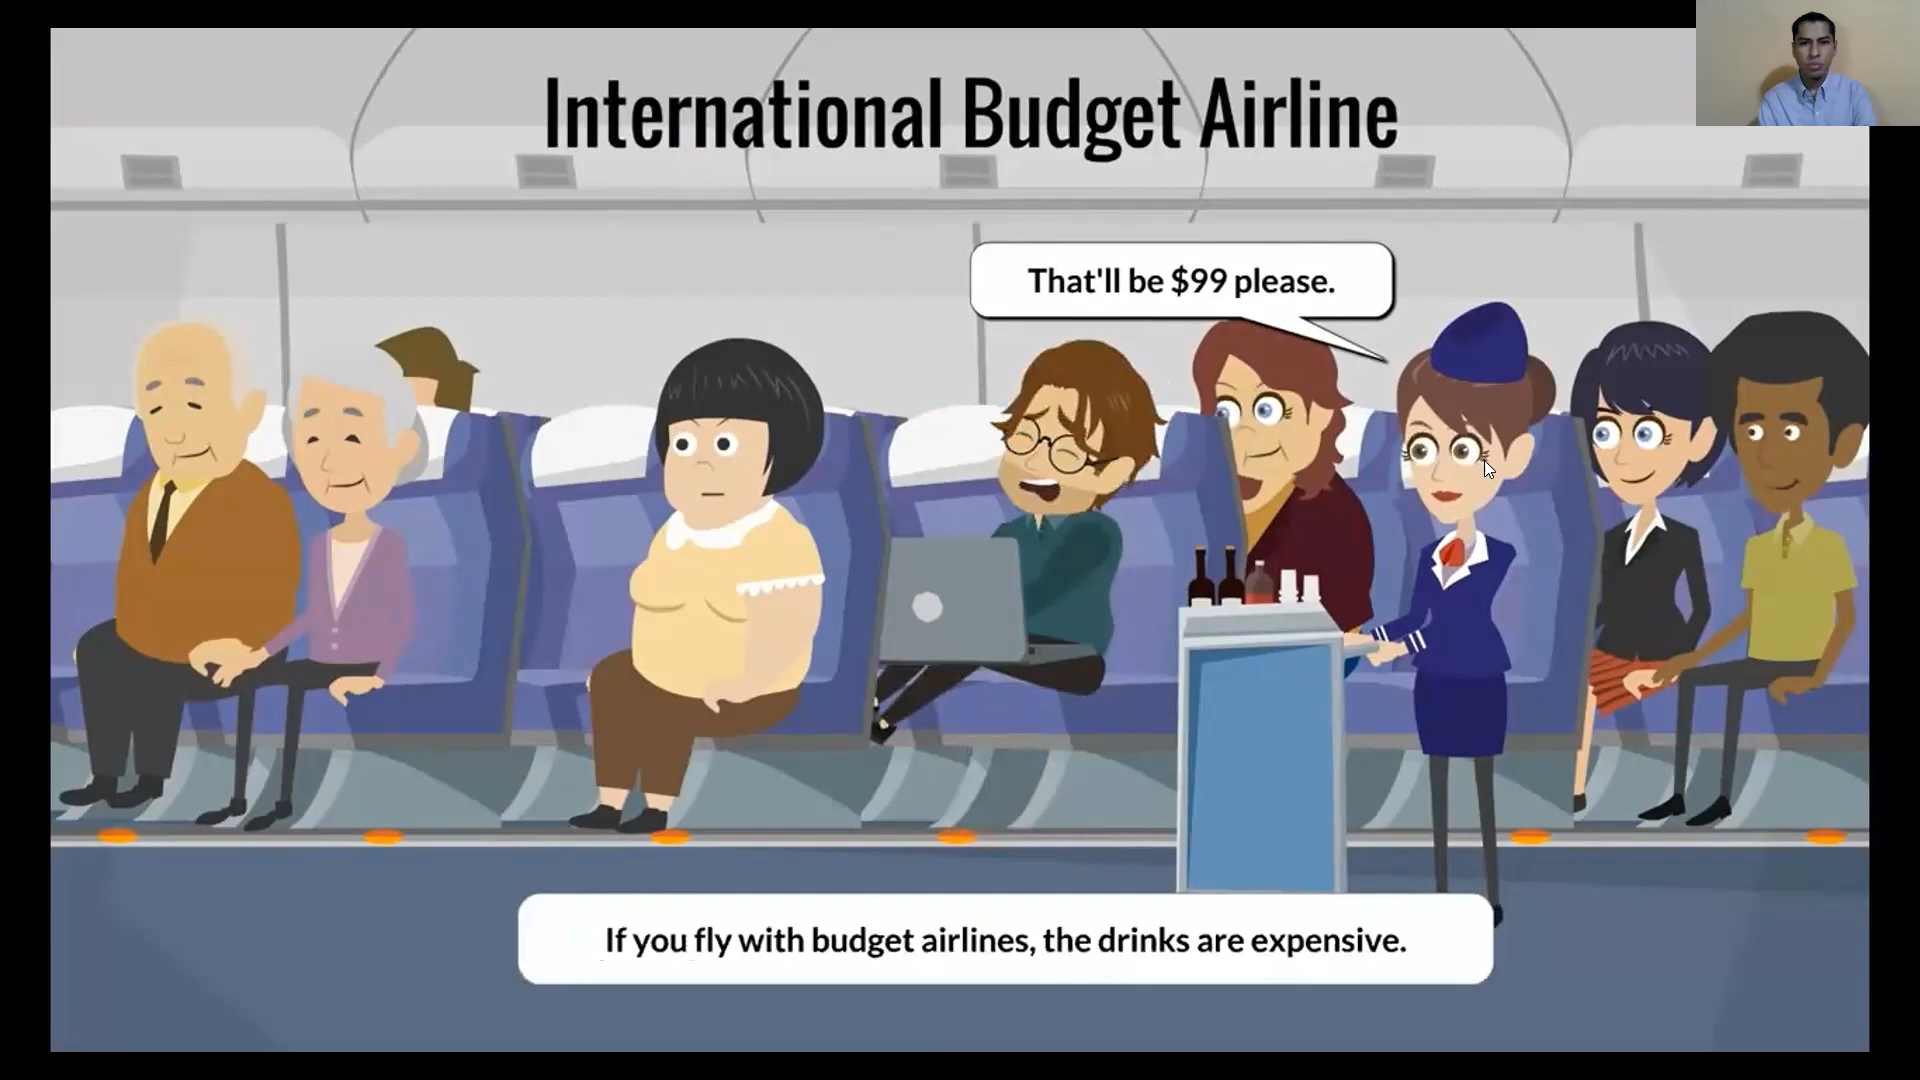 International Budget Airline
That'll be $99 please.
If you fly with budget airlines, the drinks are expensive.